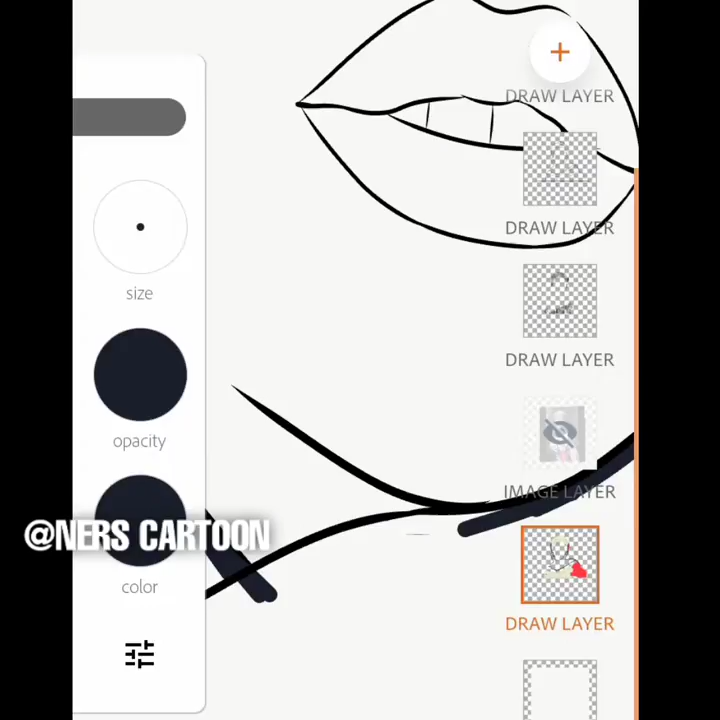 DRAW LAYER
DRAW LAYER
size
DRAW LAYER
opacity
IMAGE LAYER
@NERS CARTOON
color
DRAW LAYER